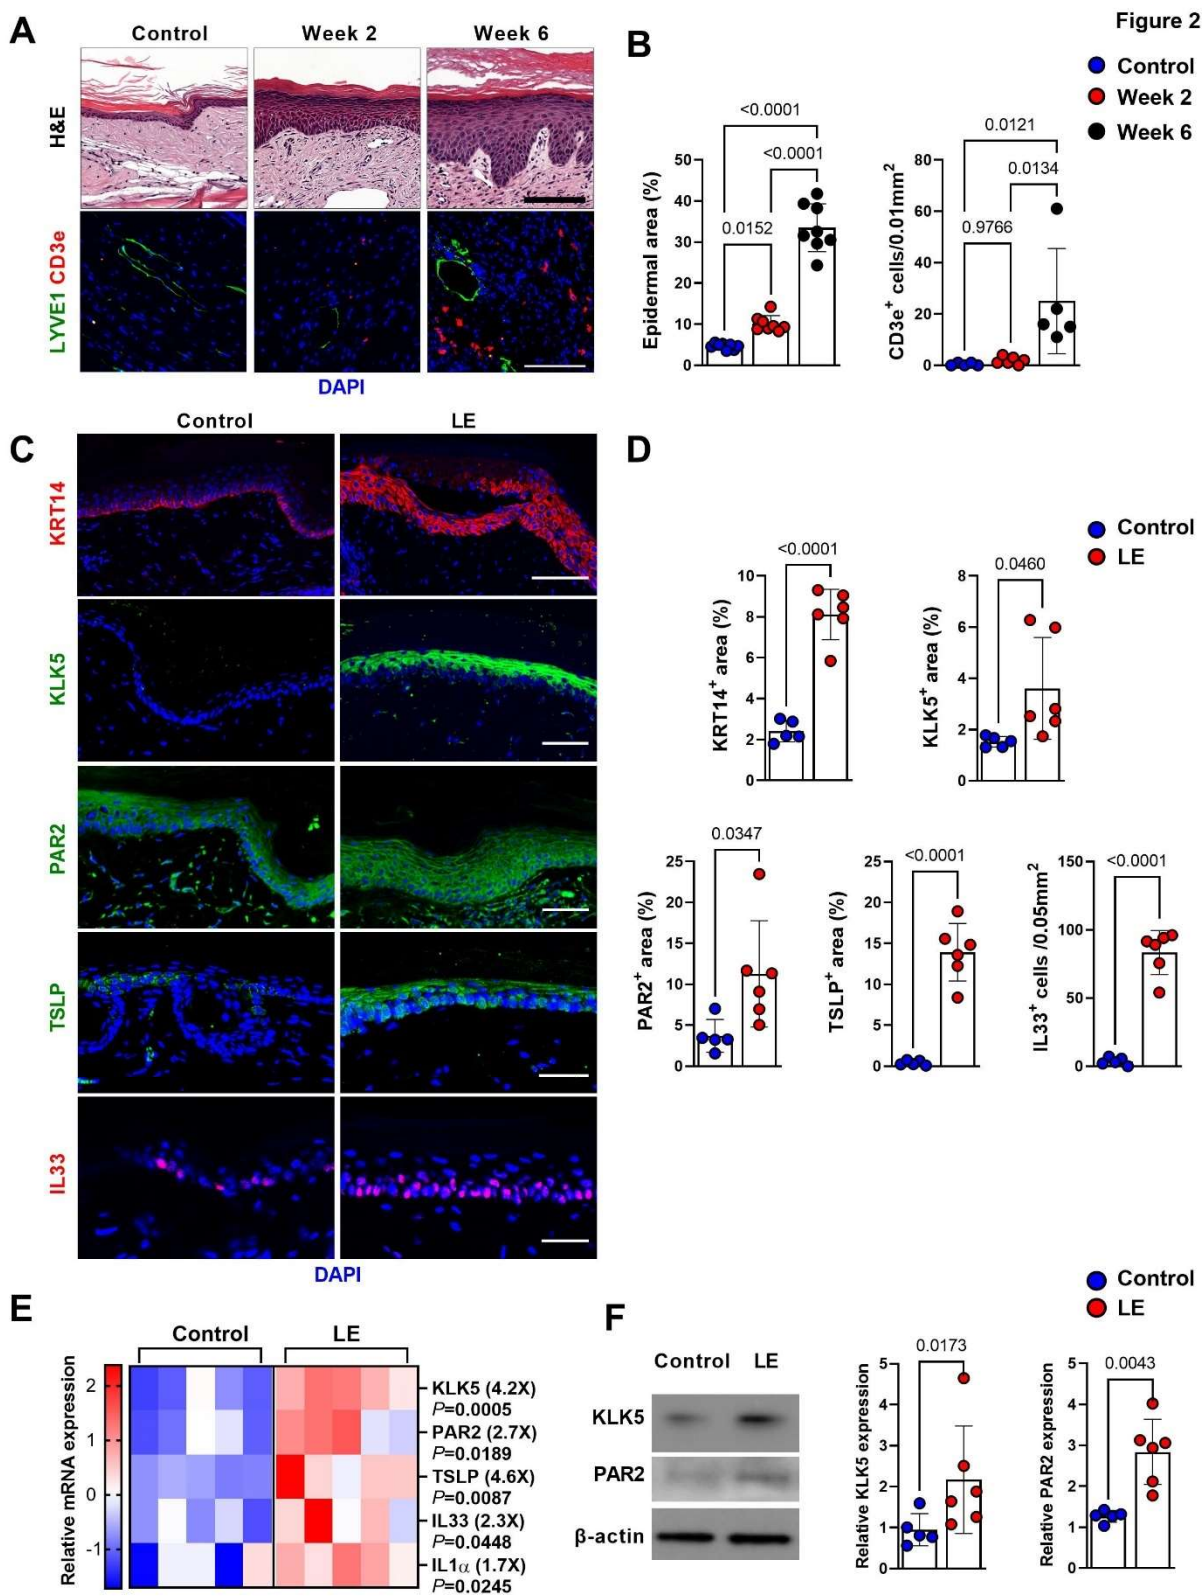 Figure 2
A
Control
Week 2
Week 6
H&E
LYVE1 CD3e
DAPI
B
Control
Week 2
Week 6
Epidermal area (%)
50
40
30
20
10
0
<0.0001
<0.0001
0.0152
CD3e+ cells/0.01mm2
80
60
40
20
0
0.0121
0.0134
0.9766
C
Control
LE
KRT14
KLK5
PAR2
TSLP
IL33
DAPI
D
Control
LE
KRT14+ area (%)
10
8
6
4
2
0
<0.0001
KLK5+ area (%)
8
6
4
2
0
0.0460
PAR2+ area (%)
25
20
15
10
5
0
0.0347
TSLP+ area (%)
25
20
15
10
5
0
<0.0001
IL33+ cells /0.05mm2
150
100
50
0
<0.0001
E
Control
LE
Relative mRNA expression
2
1
0
-1
KLK5 (4.2X)
P=0.0005
PAR2 (2.7X)
P=0.0189
TSLP (4.6X)
P=0.0087
IL33 (2.3X)
P=0.0448
IL1α (1.7X)
P=0.0245
F
Control
LE
Control LE
KLK5
PAR2
β-actin
Relative KLK5 expression
5
4
3
2
1
0
0.0173
Relative PAR2 expression
5
4
3
2
1
0
0.0043